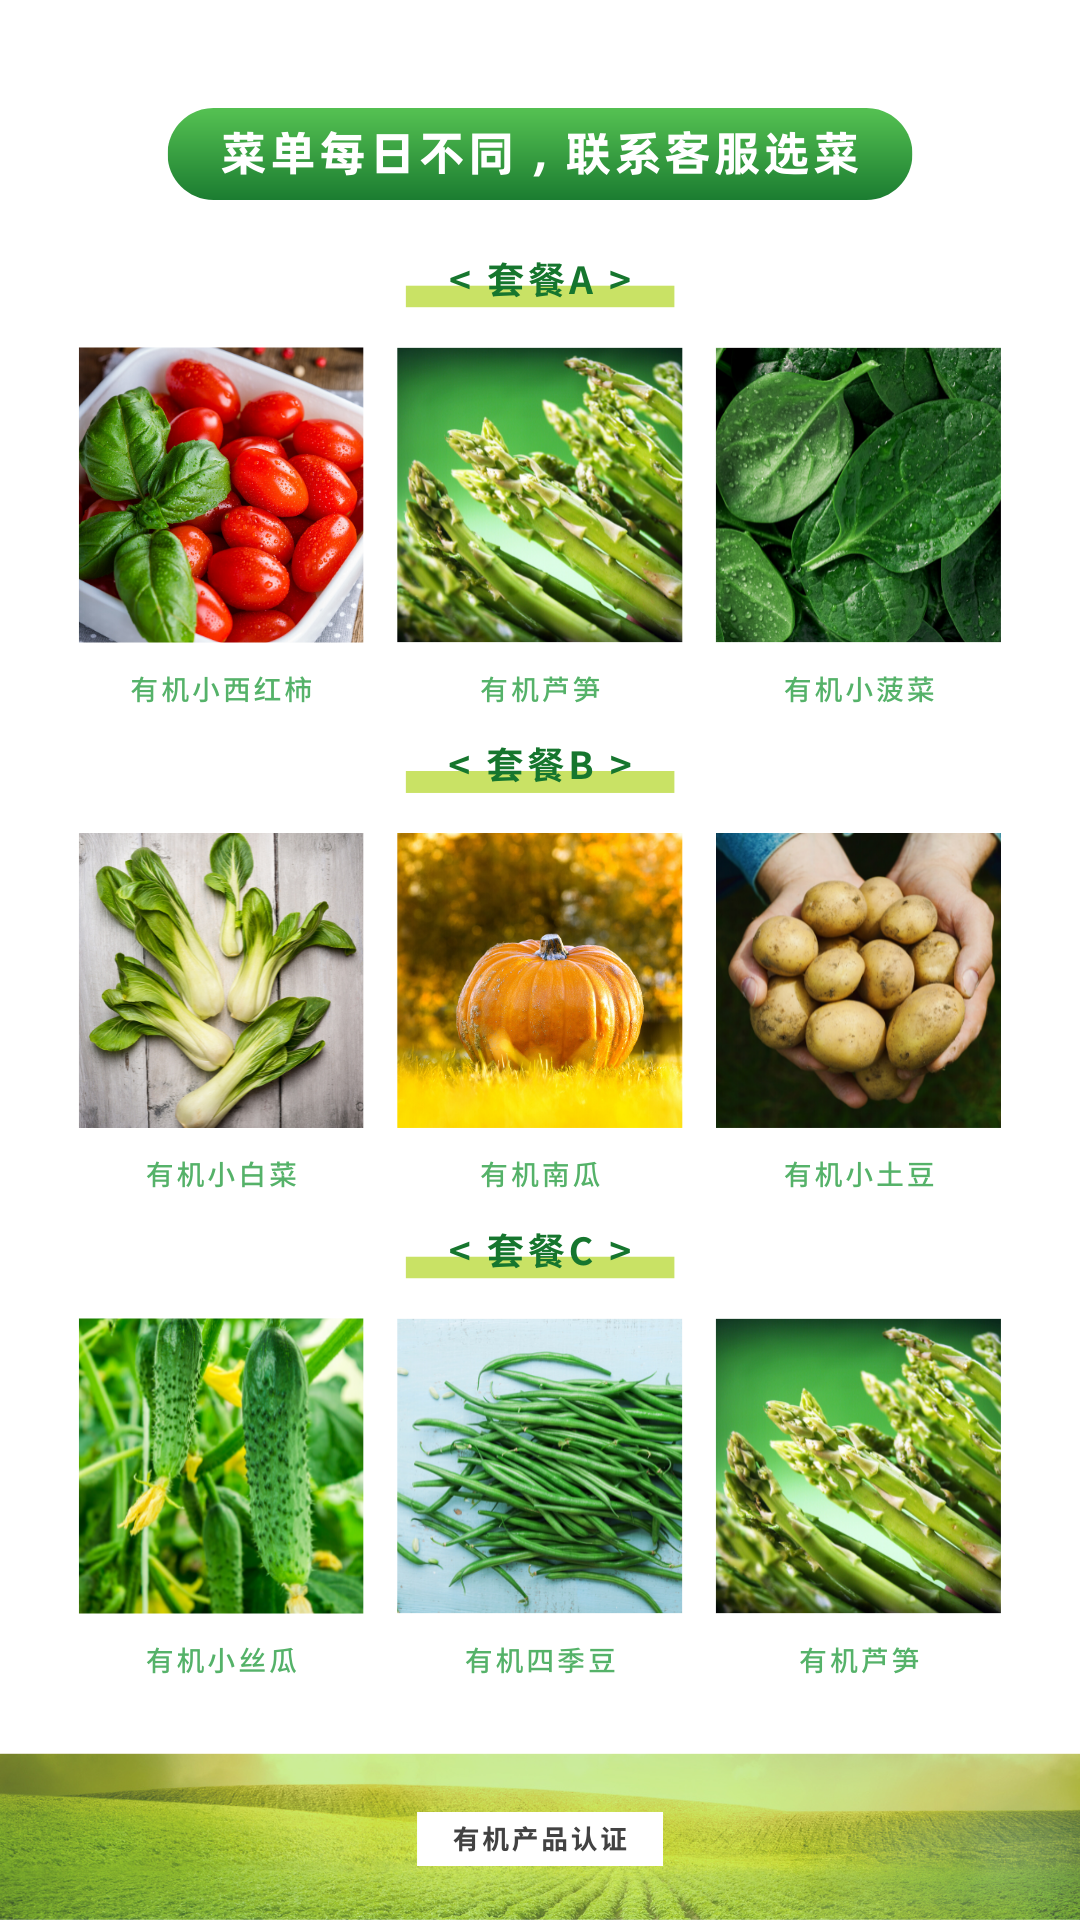 菜单每日不同，联系客服选菜
< 套餐A >
有机小西红柿
有机芦笋
有机小菠菜
< 套餐B >
有机小白菜
有机南瓜
有机小土豆
< 套餐C >
有机小丝瓜
有机四季豆
有机芦笋
有机产品认证